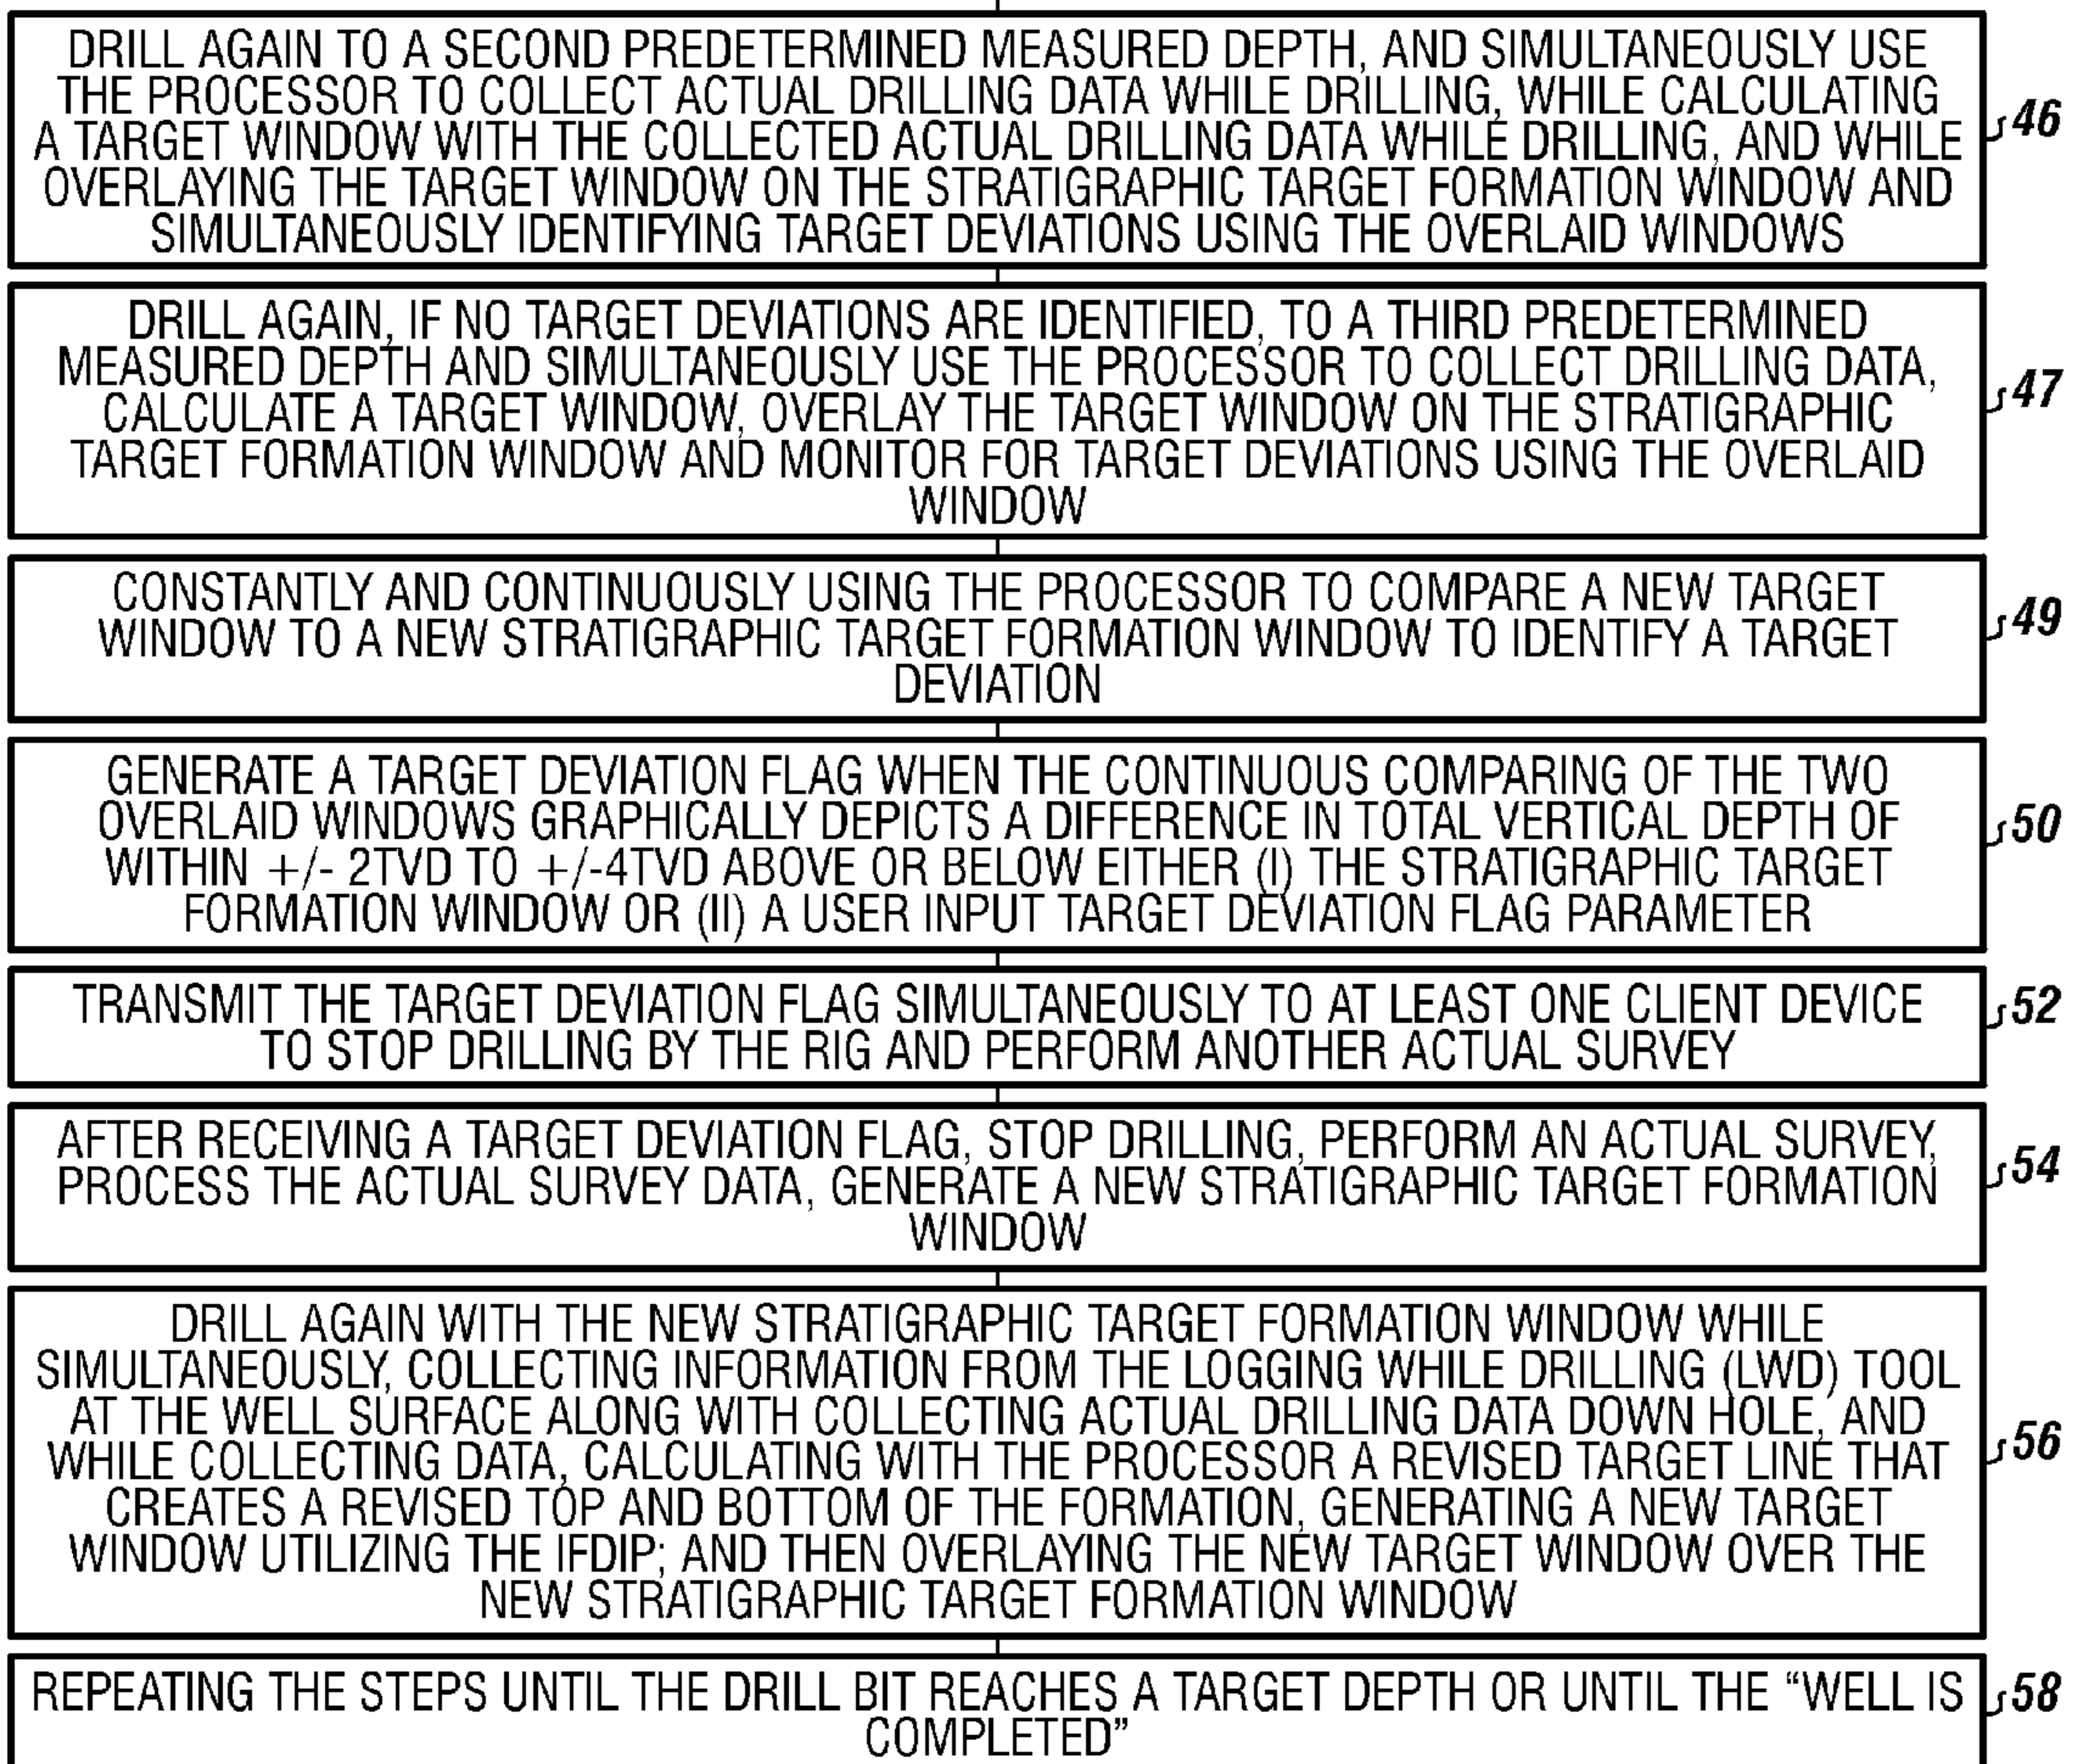 DRILL AGAIN TO A SECOND PREDETERMINED MEASURED DEPTH, AND SIMULTANEOUSLY USE
THE PROCESSOR TO COLLECT ACTUAL DRILLING DATA WHILE DRILLING, WHILE CALCULATING
A TARGET WINDOW WITH THE COLLECTED ACTUAL DRILLING DATA WHILE DRILLING, AND WHILE
OVERLAYING THE TARGET WINDOW ON THE STRATIGRAPHIC TARGET FORMATION WINDOW AND
SIMULTANEOUSLY IDENTIFYING TARGET DEVIATIONS USING THE OVERLAID WINDOWS
46
DRILL AGAIN, IF NO TARGET DEVIATIONS ARE IDENTIFIED, TO A THIRD PREDETERMINED
MEASURED DEPTH AND SIMULTANEOUSLY USE THE PROCESSOR TO COLLECT DRILLING DATA,
CALCULATE A TARGET WINDOW, OVERLAY THE TARGET WINDOW ON THE STRATIGRAPHIC
TARGET FORMATION WINDOW AND MONITOR FOR TARGET DEVIATIONS USING THE OVERLAID
WINDOW
47
CONSTANTLY AND CONTINUOUSLY USING THE PROCESSOR TO COMPARE A NEW TARGET
WINDOW TO A NEW STRATIGRAPHIC TARGET FORMATION WINDOW TO IDENTIFY A TARGET
DEVIATION
49
GENERATE A TARGET DEVIATION FLAG WHEN THE CONTINUOUS COMPARING OF THE TWO
OVERLAID WINDOWS GRAPHICALLY DEPICTS A DIFFERENCE IN TOTAL VERTICAL DEPTH OF
WITHIN +/- 2TVD TO +/-4TVD ABOVE OR BELOW EITHER (I) THE STRATIGRAPHIC TARGET
FORMATION WINDOW OR (II) A USER INPUT TARGET DEVIATION FLAG PARAMETER
50
TRANSMIT THE TARGET DEVIATION FLAG SIMULTANEOUSLY TO AT LEAST ONE CLIENT DEVICE
TO STOP DRILLING BY THE RIG AND PERFORM ANOTHER ACTUAL SURVEY
52
AFTER RECEIVING A TARGET DEVIATION FLAG, STOP DRILLING, PERFORM AN ACTUAL SURVEY,
PROCESS THE ACTUAL SURVEY DATA, GENERATE A NEW STRATIGRAPHIC TARGET FORMATION
WINDOW
54
DRILL AGAIN WITH THE NEW STRATIGRAPHIC TARGET FORMATION WINDOW WHILE
SIMULTANEOUSLY, COLLECTING INFORMATION FROM THE LOGGING WHILE DRILLING (LWD) TOOL
AT THE WELL SURFACE ALONG WITH COLLECTING ACTUAL DRILLING DATA DOWN HOLE, AND
WHILE COLLECTING DATA, CALCULATING WITH THE PROCESSOR A REVISED TARGET LINE THAT
CREATES A REVISED TOP AND BOTTOM OF THE FORMATION, GENERATING A NEW TARGET
WINDOW UTILIZING THE IFDIP; AND THEN OVERLAYING THE NEW TARGET WINDOW OVER THE
NEW STRATIGRAPHIC TARGET FORMATION WINDOW
56
REPEATING THE STEPS UNTIL THE DRILL BIT REACHES A TARGET DEPTH OR UNTIL THE “WELL IS
COMPLETED”
58